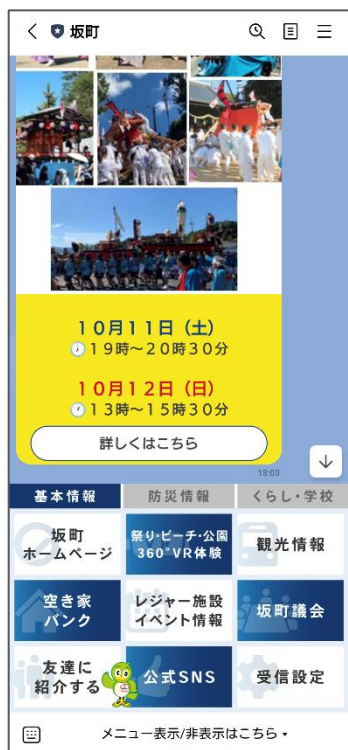 坂町
10月11日（土）
19時～20時30分
10月12日（日）
13時～15時30分
詳しくはこちら
18:00
基本情報
防災情報
くらし・学校
坂町
ホームページ
祭り・ビーチ・公園
360°VR体験
観光情報
空き家
バンク
レジャー施設
イベント情報
坂町議会
友達に
紹介する
公式SNS
受信設定
メニュー表示/非表示はこちら